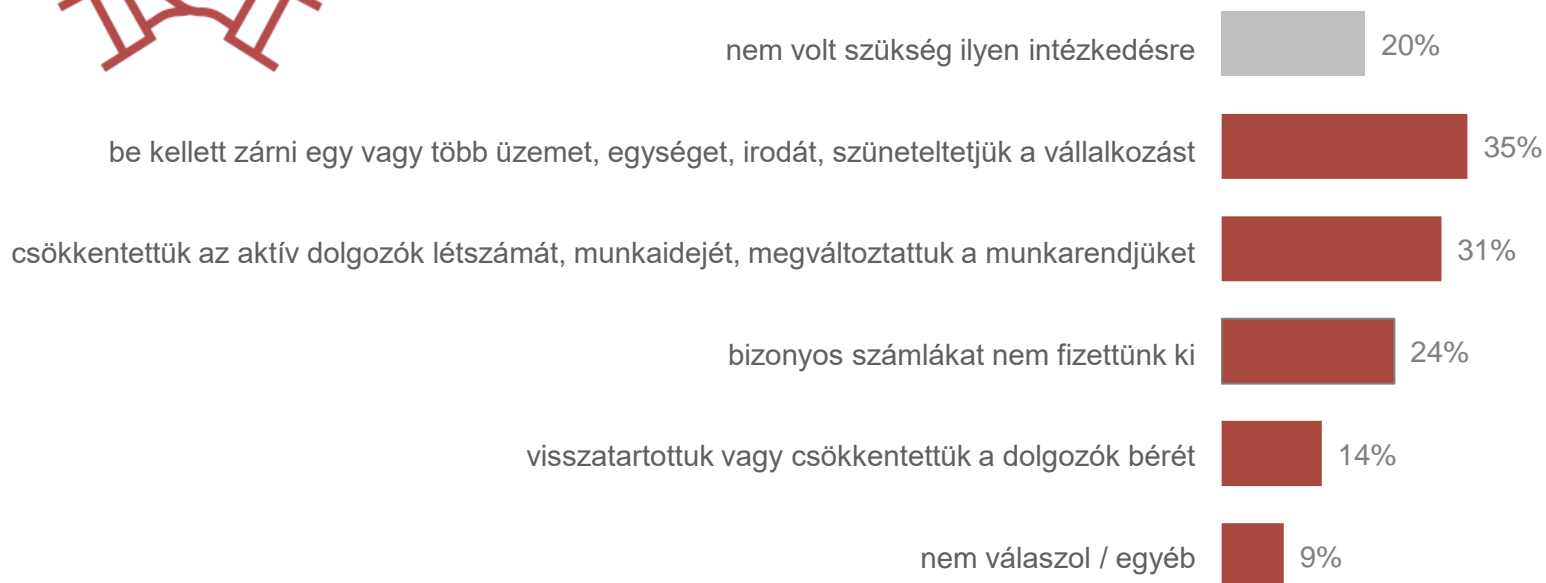 nem volt szükség ilyen intézkedésre 20%
be kellett zárni egy vagy több üzemet, egységet, irodát, szüneteltetjük a vállalkozást 35%
csökkentettük az aktív dolgozók létszámát, munkaidejét, megváltoztattuk a munkarendjüket 31%
bizonyos számlákat nem fizettünk ki 24%
visszatartottuk vagy csökkentettük a dolgozók bérét 14%
nem válaszol / egyéb 9%